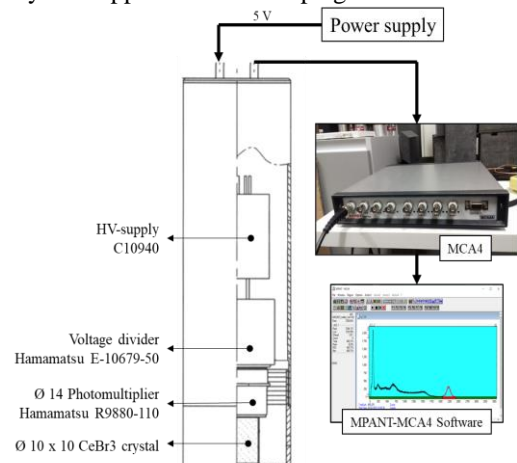 5 V
Power supply
HV-supply
C10940
MCA4
Voltage divider
Hamamatsu E-10679-50
Ø 14 Photomultiplier
Hamamatsu R9880-110
Ø 10 x 10 CeBr3 crystal
MPANT-MCA4 Software